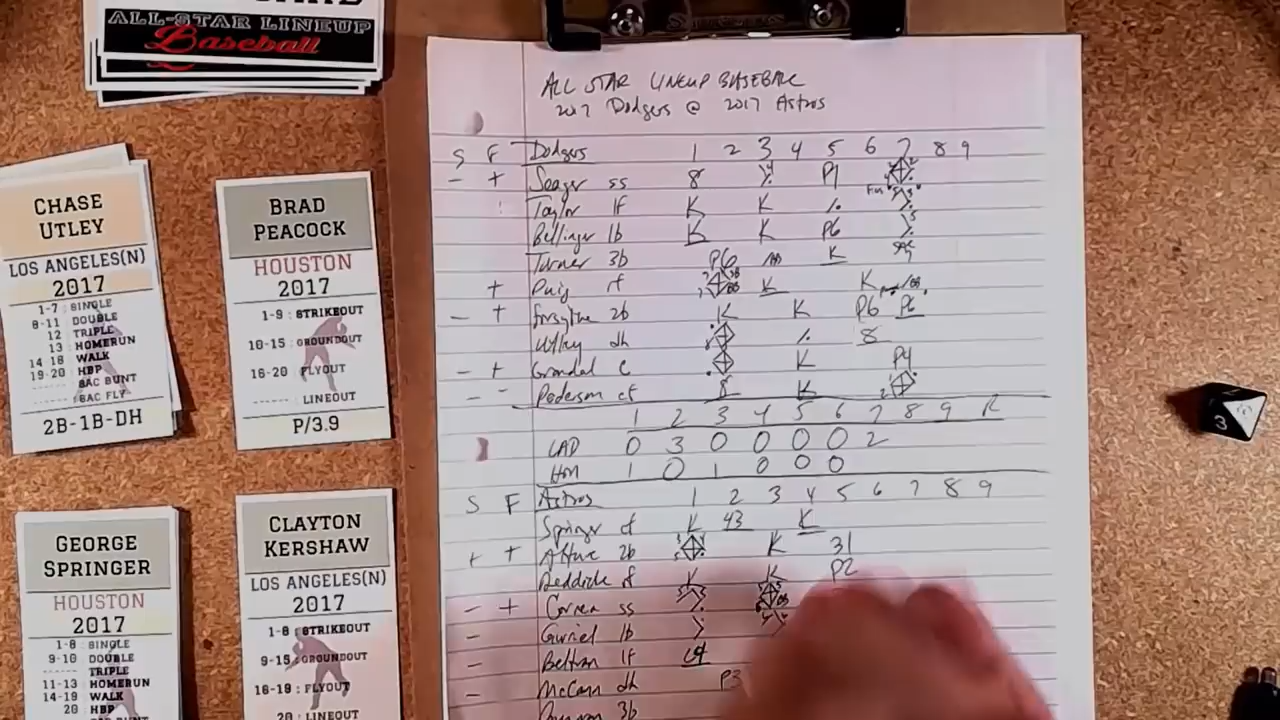 ALL-STAR LINEUP
Baseball
CHASE
UTLEY
LOS ANGELES(N)
2017
1-7 : SINGLE
8-11 : DOUBLE
12 : TRIPLE
13 : HOMERUN
14-18 : WALK
19-20 : HBP
------ : SAC BUNT
------ : SAC FLY
2B-1B-DH
BRAD
PEACOCK
HOUSTON
2017
1-9 : STRIKEOUT
10-15 : GROUNDOUT
16-20 : FLYOUT
------ : LINEOUT
P/3.9
GEORGE
SPRINGER
HOUSTON
2017
1-8 : SINGLE
9-10 : DOUBLE
------ : TRIPLE
11-13 : HOMERUN
14-19 : WALK
20 : HBP
CLAYTON
KERSHAW
LOS ANGELES(N)
2017
1-8 : STRIKEOUT
9-15 : GROUNDOUT
16-19 : FLYOUT
20 : LINEOUT
ALL STAR LINEUP BASEBALL
2017 Dodgers @ 2017 Astros
S F Dodgers 1 2 3 4 5 6 7 8 9
- + Seager ss 8 P9
Taylor lf K K
Bellinger 1b K K P6
Turner 3b P6 K
+ Puig rf K K
- + Forsythe 2b K K P6 P6
Utley dh 8
- + Grandal c K P4
- - Pederson cf 8 K
1 2 3 4 5 6 7 8 9 R
LAD 0 3 0 0 0 0 2
HOU 1 0 1 0 0 0
S F Astros 1 2 3 4 5 6 7 8 9
Springer cf K 43 K
+ + Altuve 2b K 31
Reddick rf K K P2
- + Correa ss
- Gurriel 1b
- Beltran lf L4
- McCann dh P3
3b
3